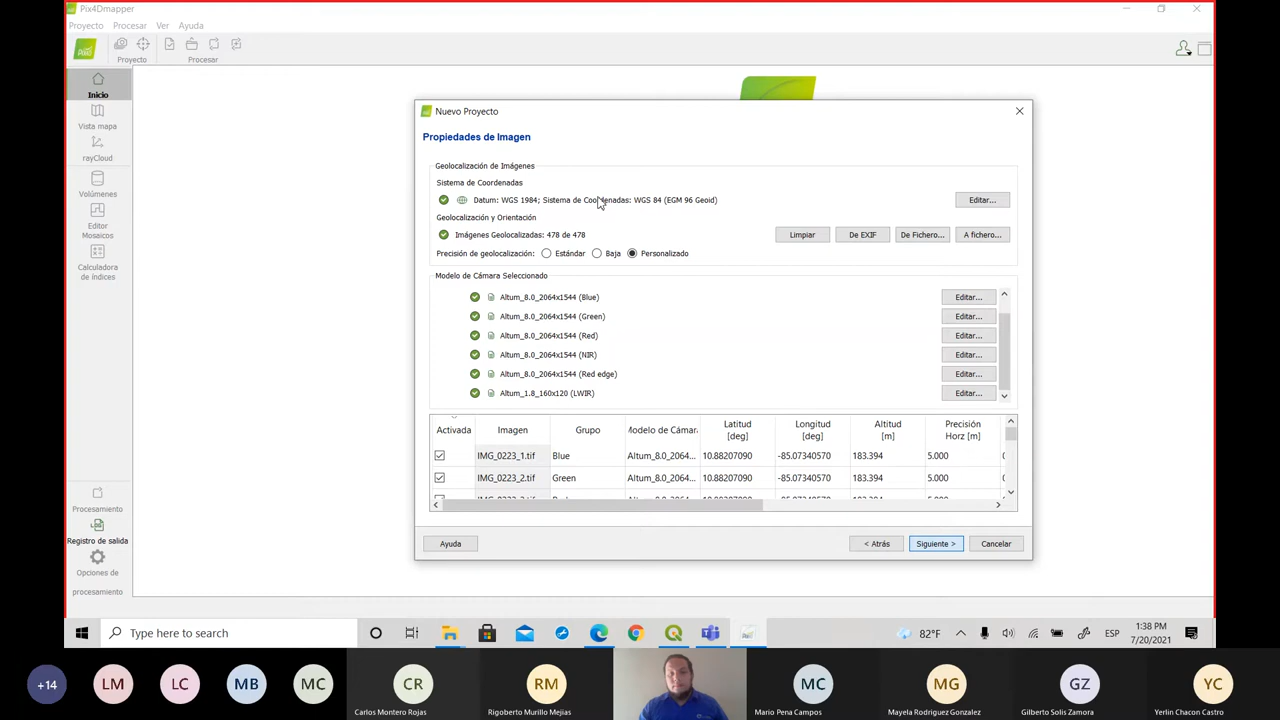 Pix4Dmapper
Proyecto Procesar Ver Ayuda
Proyecto Procesar
Inicio
Vista mapa
rayCloud
Volúmenes
Editor
Mosaicos
Calculadora
de índices
Procesamiento
Registro de salida
Opciones de
procesamiento
Nuevo Proyecto
Propiedades de Imagen
Geolocalización de Imágenes
Sistema de Coordenadas
Datum: WGS 1984; Sistema de Coordenadas: WGS 84 (EGM 96 Geoid) Editar...
Geolocalización y Orientación
Imágenes Geolocalizadas: 478 de 478 Limpiar De EXIF De Fichero... A fichero...
Precisión de geolocalización: Estándar Baja Personalizado
Modelo de Cámara Seleccionado
Altum_8.0_2064x1544 (Blue) Editar...
Altum_8.0_2064x1544 (Green) Editar...
Altum_8.0_2064x1544 (Red) Editar...
Altum_8.0_2064x1544 (NIR) Editar...
Altum_8.0_2064x1544 (Red edge) Editar...
Altum_1.8_160x120 (LWIR) Editar...
Activada Imagen Grupo Modelo de Cámar Latitud [deg] Longitud [deg] Altitud [m] Precisión Horz [m]
IMG_0223_1.tif Blue Altum_8.0_2064... 10.88207090 -85.07340570 183.394 5.000
IMG_0223_2.tif Green Altum_8.0_2064... 10.88207090 -85.07340570 183.394 5.000
Ayuda < Atrás Siguiente > Cancelar
Type here to search 82°F ESP 1:38 PM
7/20/2021
+14 LM LC MB MC CR RM MC MG GZ YC
Carlos Montero Rojas Rigoberto Murillo Mejias Mario Pena Campos Mayela Rodriguez Gonzalez Gilberto Solis Zamora Yerlin Chacon Castro